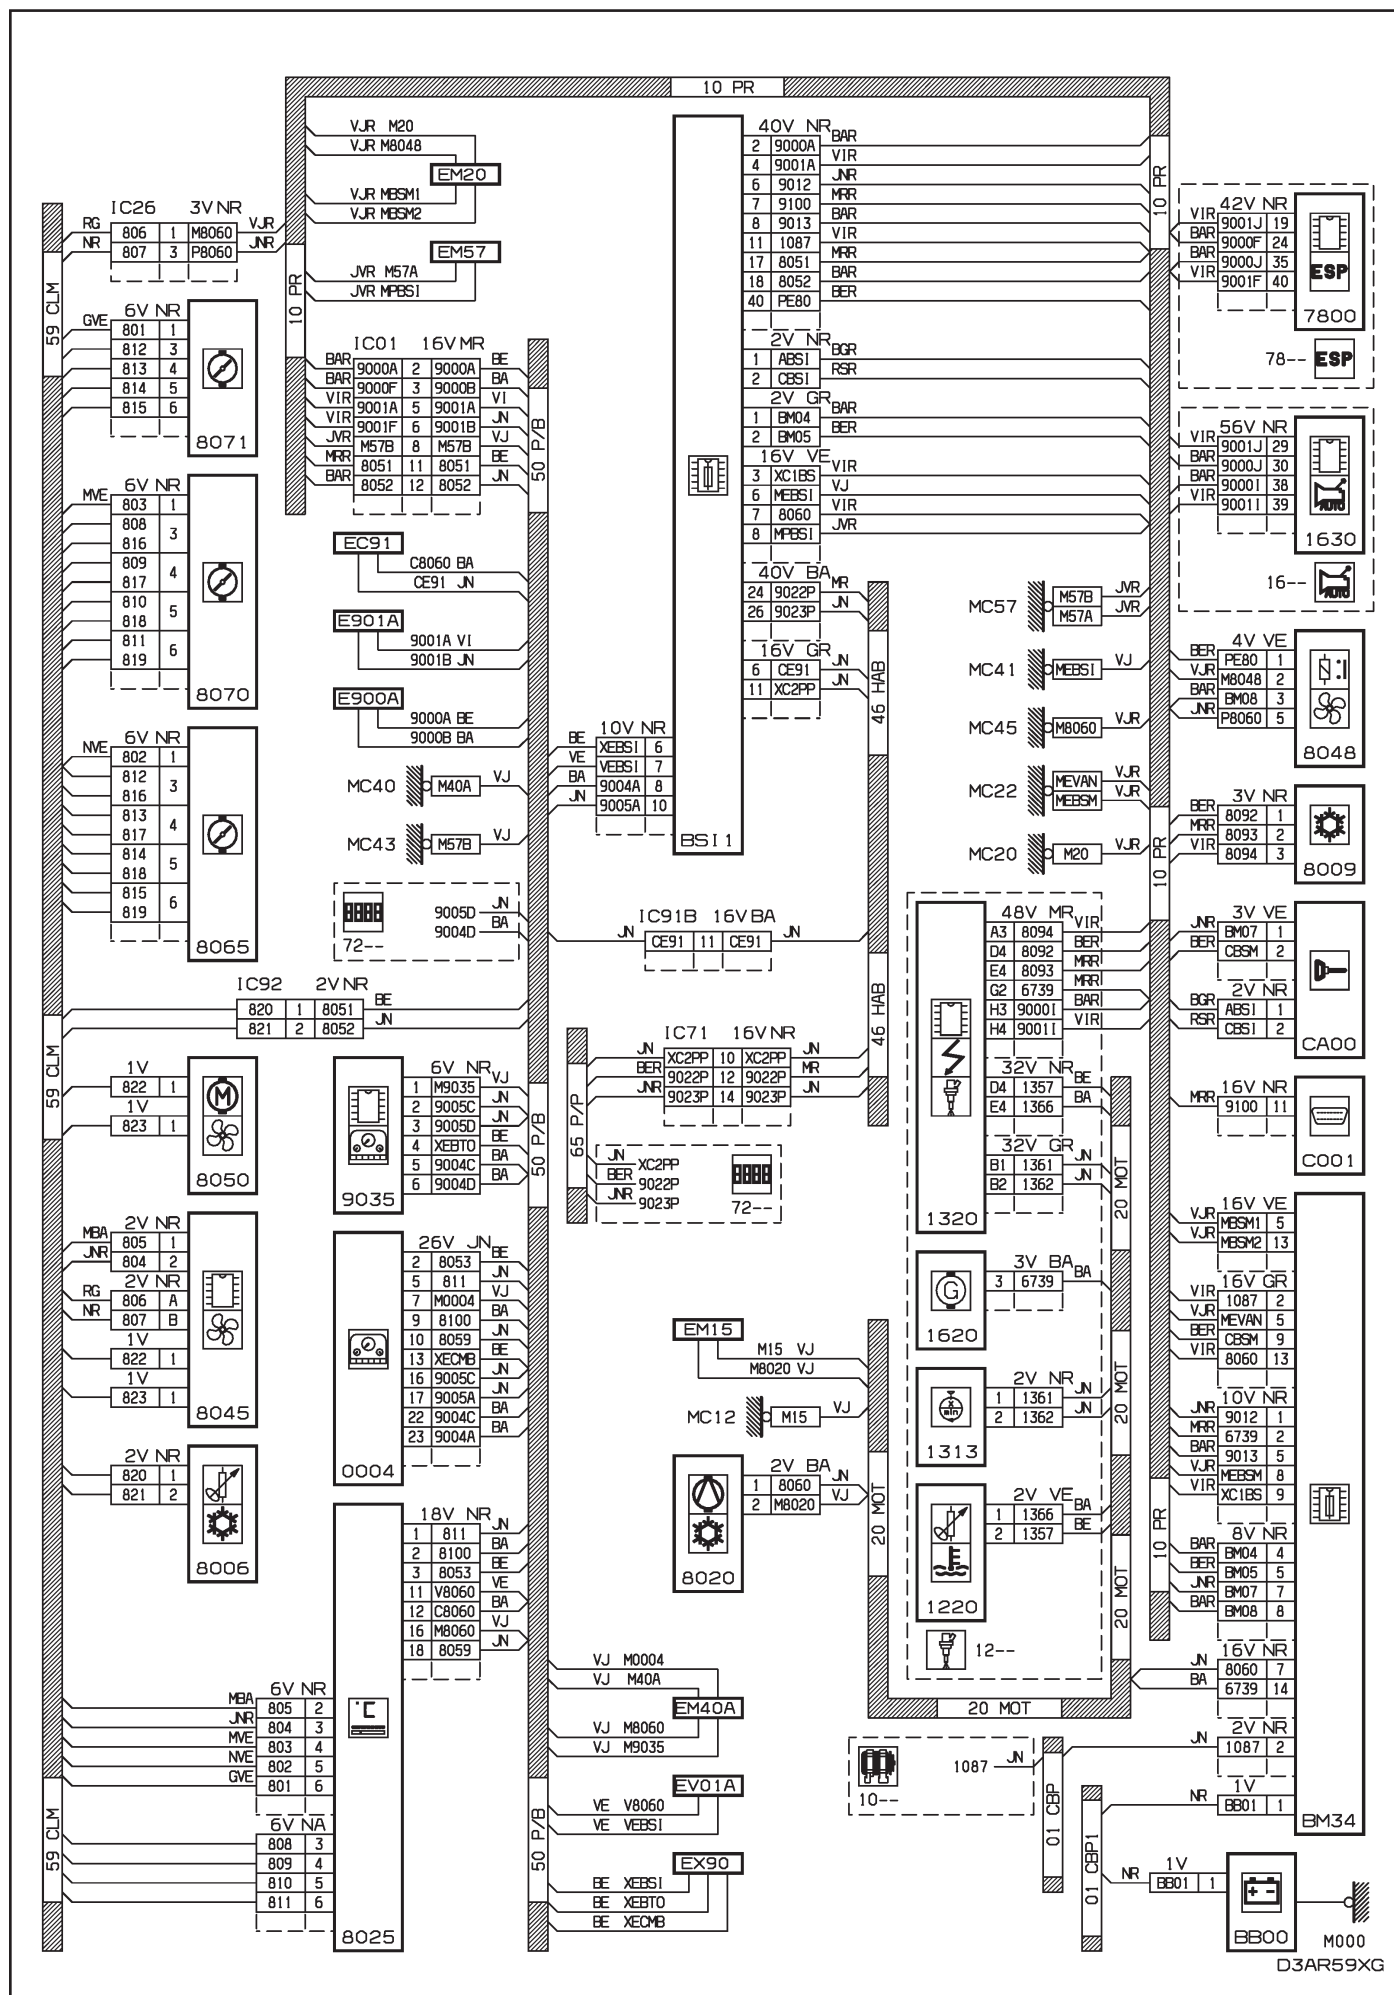 10 PR
VJR M20
VJR M8048
EM20
VJR MBSM1
VJR MBSM2
EM57
JVR M57A
JVR MPBSI
10 PR
59 CLM
IC26 3V NR
RG 806 1 M8060 VJR
NR 807 3 P8060 JNR
6V NR
GVE 801 1
812 3
813 4
814 5
815 6
8071
6V NR
MVE 803 1
808
816 3
809
817 4
810
818 5
811
819 6
8070
6V NR
NVE 802 1
812
816 3
813
817 4
814
818 5
815
819 6
8065
IC92 2V NR
820 1 8051 BE
821 2 8052 JN
59 CLM
1V
822 1
1V
823 1
M
8050
2V NR
MBA 805 1
JNR 804 2
2V NR
RG 806 A
NR 807 B
1V
822 1
1V
823 1
8045
2V NR
820 1
821 2
8006
6V NR
MBA 805 2
JNR 804 3
MVE 803 4
NVE 802 5
GVE 801 6
6V NA
808 3
809 4
810 5
811 6
59 CLM
IC01 16V MR
BAR 9000A 2 9000A BE
BAR 9000F 3 9000B BA
VIR 9001A 5 9001A VI
VIR 9001F 6 9001B JN
JVR M57B 8 M57B VJ
MRR 8051 11 8051 BE
BAR 8052 12 8052 JN
50 P/B
EC91
C8060 BA
CE91 JN
E901A
9001A VI
9001B JN
E900A
9000A BE
9000B BA
MC40 M40A VJ
MC43 M57B VJ
9005D JN
9004D BA
72--
6V NR
1 M9035 VJ
2 9005C JN
3 9005D JN
4 XEBTO BE
5 9004C BA
6 9004D BA
9035
50 P/B
26V JN
2 8053 BE
5 811 JN
7 M0004 VJ
9 8100 BA
10 8059 JN
13 XECMB BE
16 9005C JN
17 9005A JN
22 9004C BA
23 9004A BA
0004
18V NR
1 811 JN
2 8100 BA
3 8053 BE
11 V8060 VE
12 C8060 BA
16 M8060 VJ
18 8059 JN
°C
8025
50 P/B
VJ M0004
VJ M40A
EM40A
VJ M8060
VJ M9035
EV01A
VE V8060
VE VEBSI
EX90
BE XEBSI
BE XEBTO
BE XECMB
40V NR
2 9000A BAR
4 9001A VIR
6 9012 JNR
7 9100 MRR
8 9013 BAR
11 1087 VIR
17 8051 MRR
18 8052 BAR
40 PE80 BER
2V NR
1 ABSI BGR
2 CBSI RSR
2V GR
1 BM04 BAR
2 BM05 BER
16V VE
3 XC1BS VIR
6 MEBSI VJ
7 8060 VIR
8 MPBSI JVR
40V BA
24 9022P MR
26 9023P JN
16V GR
6 CE91 JN
11 XC2PP JN
10V NR
BE XEBSI 6
VE VEBSI 7
BA 9004A 8
JN 9005A 10
BSI1
46 HAB
IC91B 16V BA
JN CE91 11 CE91 JN
46 HAB
65 P/P
IC71 16V NR
JN XC2PP 10 XC2PP JN
BER 9022P 12 9022P MR
JNR 9023P 14 9023P JN
JN XC2PP
BER 9022P
JNR 9023P
72--
EM15
M15 VJ
M8020 VJ
MC12 M15 VJ
2V BA
1 8060 JN
2 M8020 VJ
8020
20 MOT
MC57 M57B JVR
M57A JVR
MC41 MEBSI VJ
MC45 M8060 VJR
MC22 MEVAN VJR
MEBSM VJR
MC20 M20 VJR
48V MR
A3 8094 VIR
D4 8092 BER
E4 8093 MRR
G2 6739 MRR
H3 9000I BAR
H4 9001I VIR
32V NR
D4 1357 BE
E4 1366 BA
32V GR
B1 1361 JN
B2 1362 JN
1320
3V BA
3 6739 BA
G
1620
2V NR
1 1361 JN
2 1362 JN
x
min
1313
2V VE
1 1366 BA
2 1357 BE
1220
12--
20 MOT
20 MOT
20 MOT
20 MOT
1087 JN
10--
01 CBP
01 CBP1
10 PR
10 PR
10 PR
42V NR
VIR 9001J 19
BAR 9000F 24
BAR 9000J 35
VIR 9001F 40
ESP
7800
78-- ESP
56V NR
VIR 9001J 29
BAR 9000J 30
BAR 9000I 38
VIR 9001I 39
AUTO
1630
16-- AUTO
4V VE
BER PE80 1
VJR M8048 2
BAR BM08 3
JNR P8060 5
8048
3V NR
BER 8092 1
MRR 8093 2
VIR 8094 3
8009
3V VE
JNR BM07 1
BER CBSM 2
2V NR
BGR ABSI 1
RSR CBSI 2
CA00
16V NR
MRR 9100 11
C001
16V VE
VJR MBSM1 5
VJR MBSM2 13
16V GR
VIR 1087 2
VJR MEVAN 5
BER CBSM 9
VIR 8060 13
10V NR
JNR 9012 1
MRR 6739 2
BAR 9013 5
VJR MEBSM 8
VIR XC1BS 9
8V NR
BAR BM04 4
BER BM05 5
JNR BM07 7
BAR BM08 8
16V NR
JN 8060 7
BA 6739 14
2V NR
JN 1087 2
1V
NR BB01 1
BM34
1V
NR BB01 1
BB00
M000
D3AR59XG